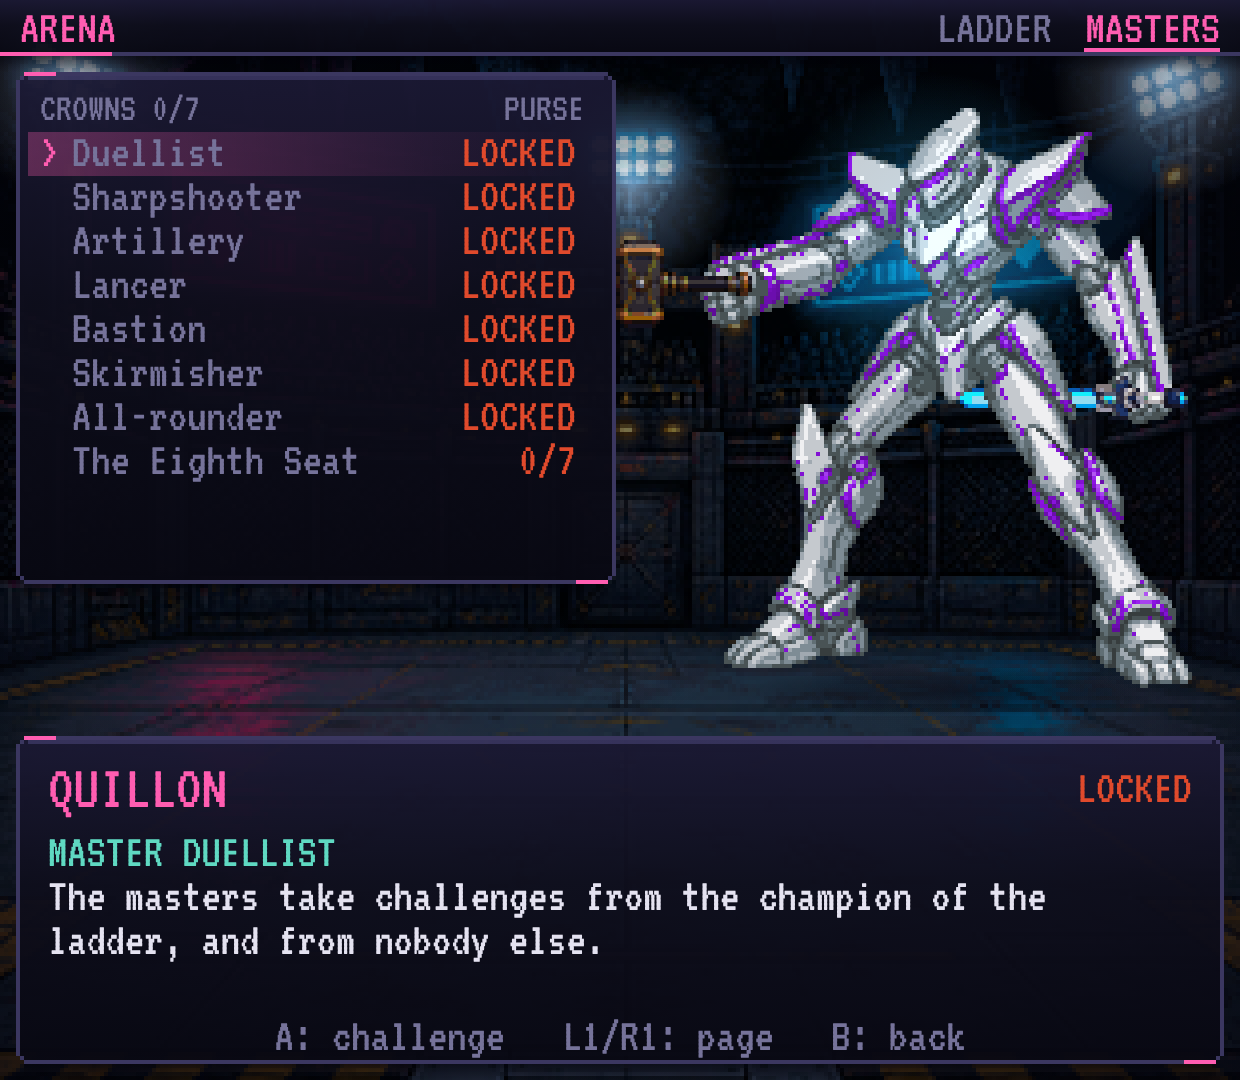 ARENA LADDER MASTERS
CROWNS 0/7 PURSE
> Duellist LOCKED
Sharpshooter LOCKED
Artillery LOCKED
Lancer LOCKED
Bastion LOCKED
Skirmisher LOCKED
All-rounder LOCKED
The Eighth Seat 0/7
QUILLON LOCKED
MASTER DUELLIST
The masters take challenges from the champion of the
ladder, and from nobody else.
A: challenge L1/R1: page B: back